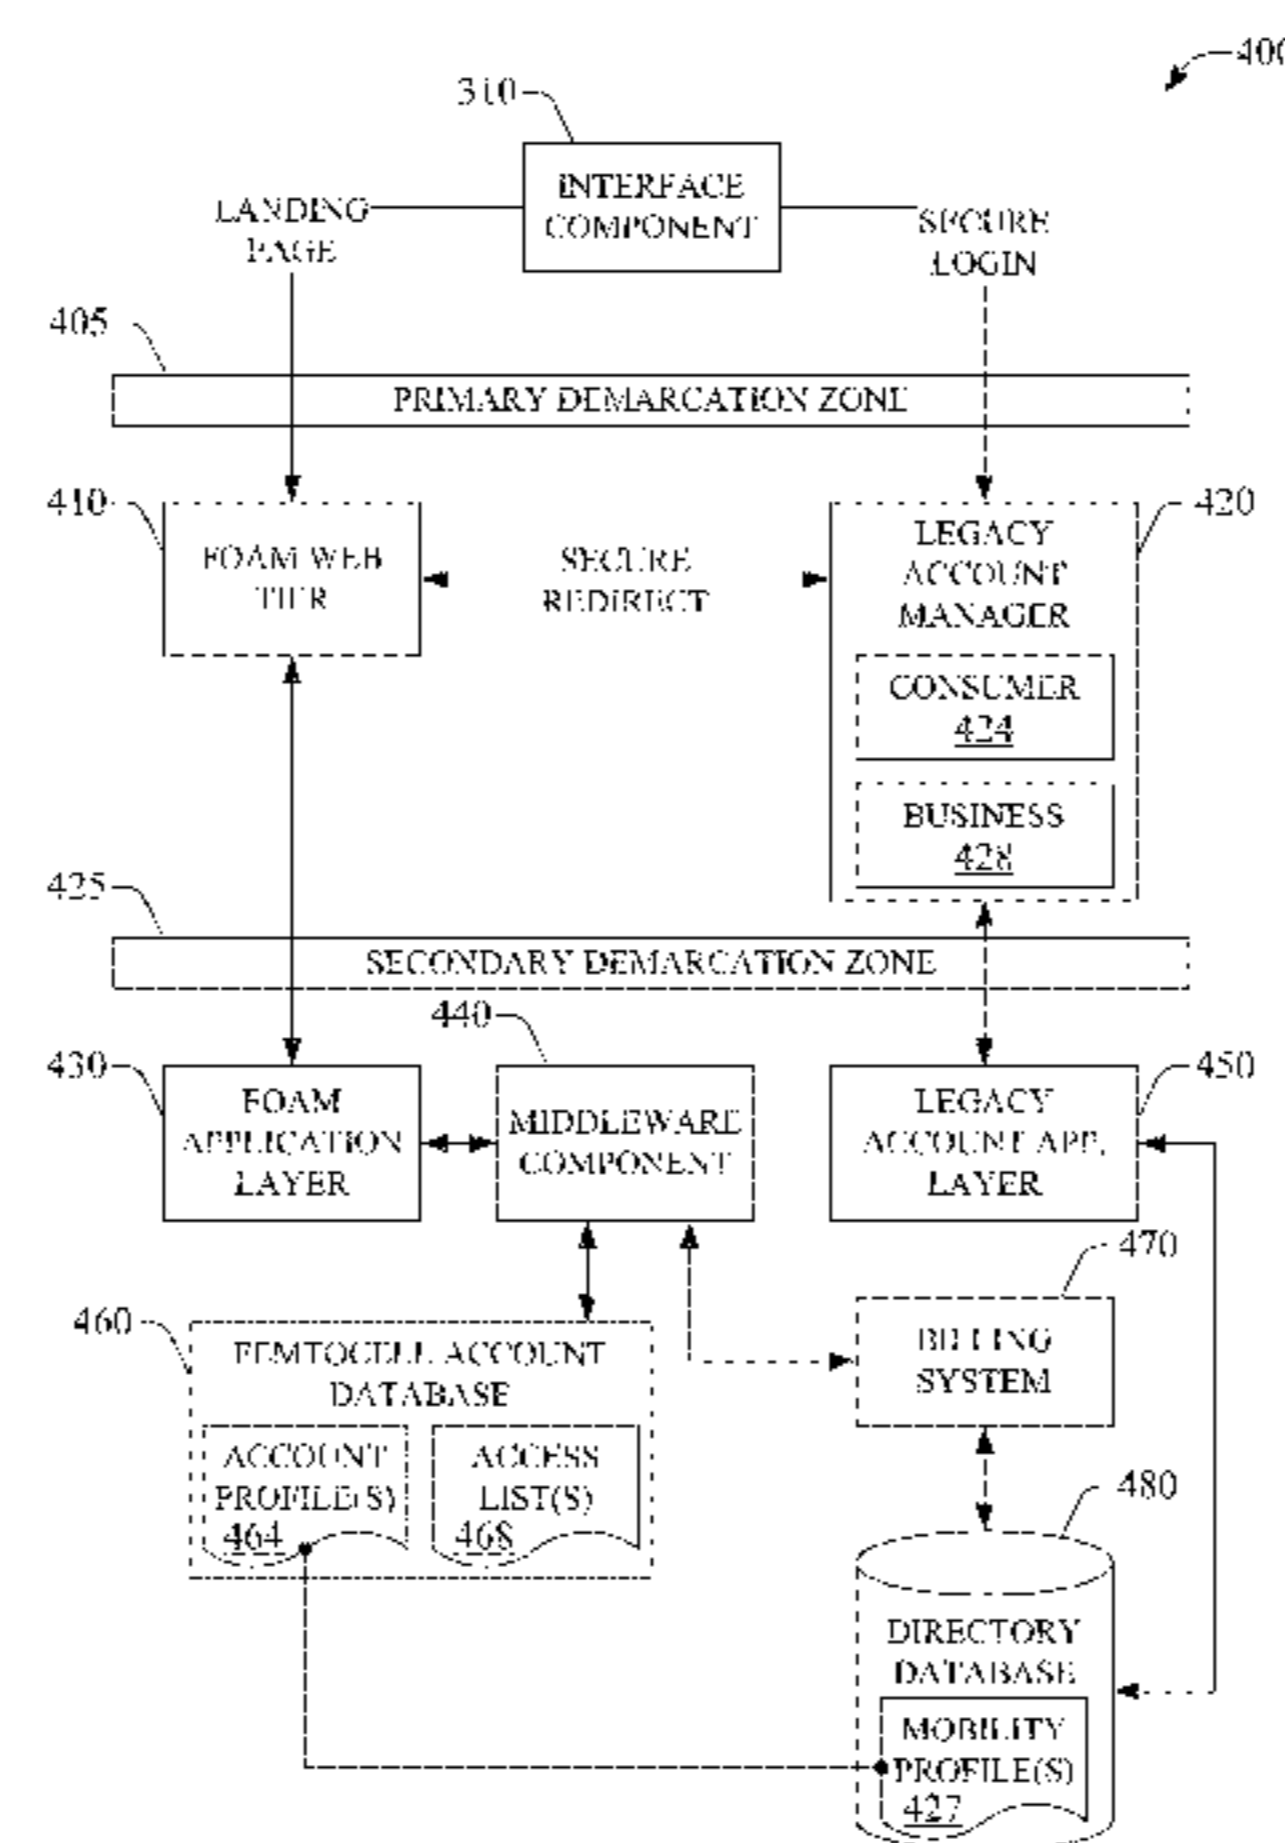 400
310
INTERFACE
COMPONENT
LANDING
PAGE
SECURE
LOGIN
405
PRIMARY DEMARCATION ZONE
410
FOAM WEB
TIER
SECURE
REDIRECT
LEGACY
ACCOUNT
MANAGER
420
CONSUMER
424
BUSINESS
428
425
SECONDARY DEMARCATION ZONE
440
430
FOAM
APPLICATION
LAYER
MIDDLEWARE
COMPONENT
LEGACY
ACCOUNT APP.
LAYER
450
470
460
FEMTOCELL ACCOUNT
DATABASE
BILLING
SYSTEM
ACCOUNT
PROFILE(S)
464
ACCESS
LIST(S)
468
480
DIRECTORY
DATABASE
MOBILITY
PROFILE(S)
427